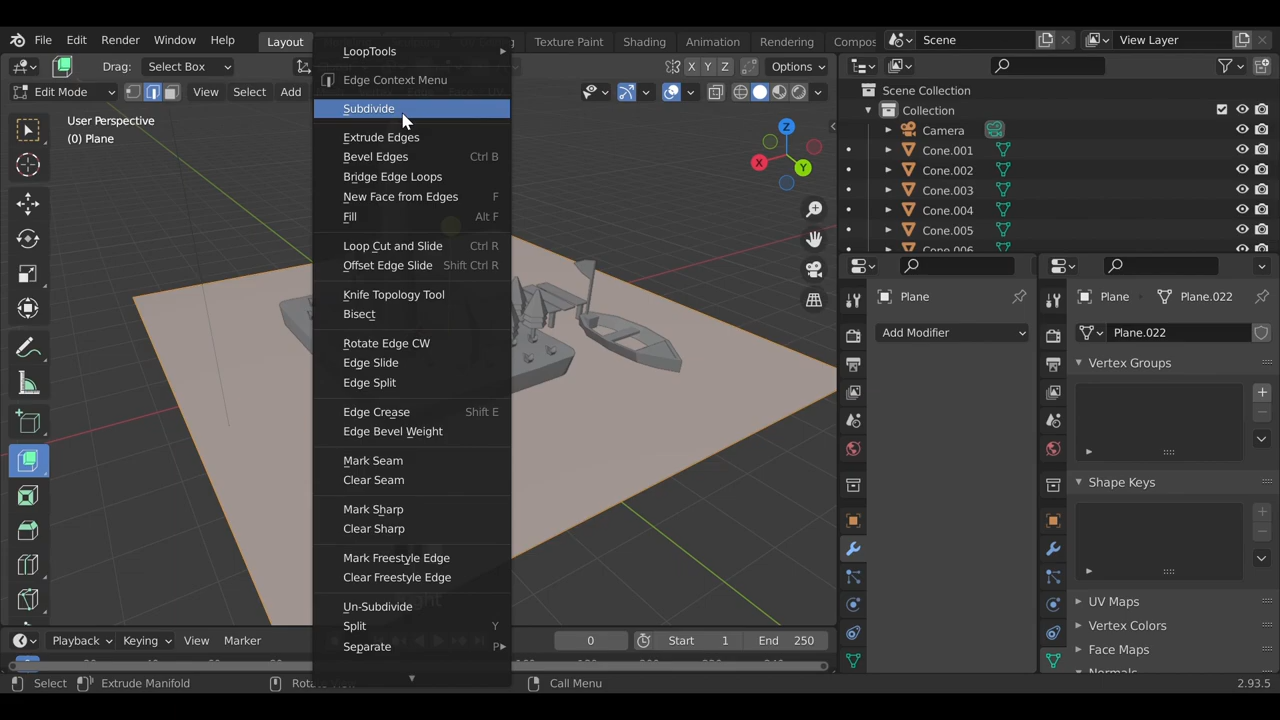 File Edit Render Window Help Layout Texture Paint Shading Animation Rendering Compos Scene View Layer
Drag: Select Box X Y Z Options
Edit Mode View Select Add
User Perspective
(0) Plane
LoopTools
Edge Context Menu
Subdivide
Extrude Edges
Bevel Edges Ctrl B
Bridge Edge Loops
New Face from Edges F
Fill Alt F
Loop Cut and Slide Ctrl R
Offset Edge Slide Shift Ctrl R
Knife Topology Tool
Bisect
Rotate Edge CW
Edge Slide
Edge Split
Edge Crease Shift E
Edge Bevel Weight
Mark Seam
Clear Seam
Mark Sharp
Clear Sharp
Mark Freestyle Edge
Clear Freestyle Edge
Un-Subdivide
Split Y
Separate P
Z
X
Y
Scene Collection
Collection
Camera
Cone.001
Cone.002
Cone.003
Cone.004
Cone.005
Cone.006
Plane
Add Modifier
Plane Plane.022
Plane.022
Vertex Groups
Shape Keys
UV Maps
Vertex Colors
Face Maps
Normals
Playback Keying View Marker 0 Start 1 End 250
Select Extrude Manifold Rotate View Call Menu 2.93.5